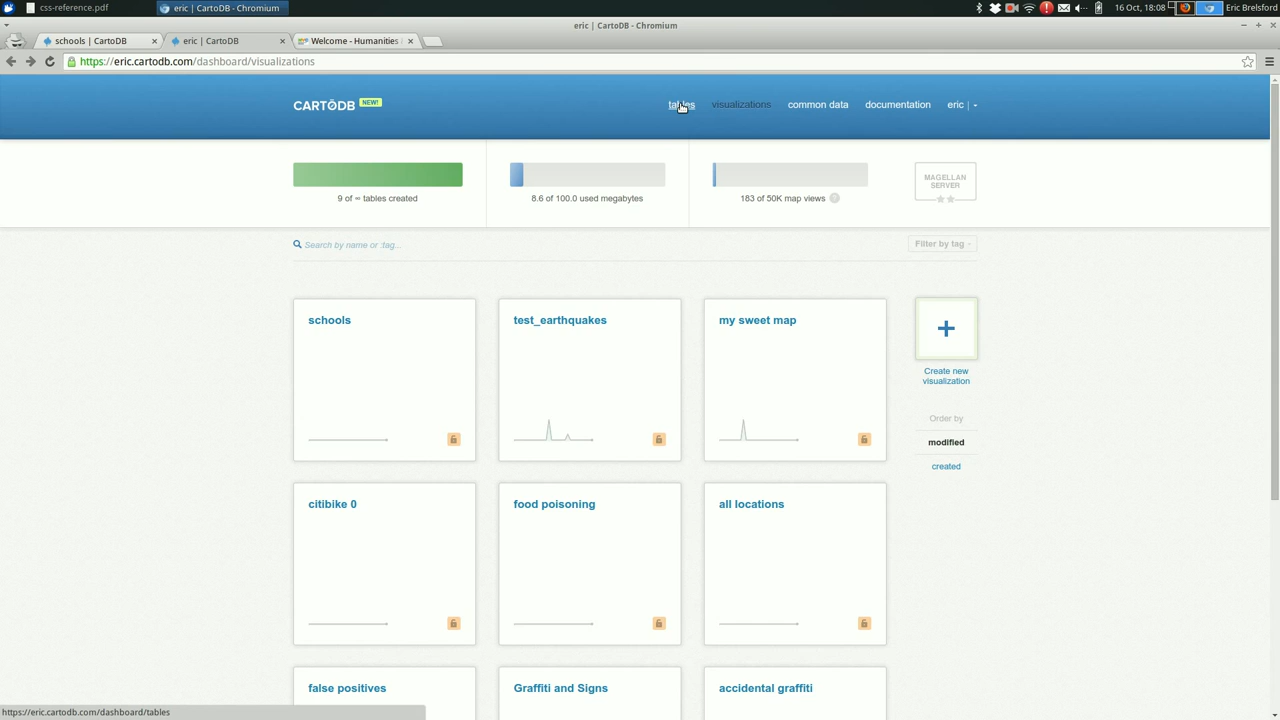 css-reference.pdf
eric | CartoDB - Chromium
16 Oct, 18:08
Eric Brelsford
eric | CartoDB - Chromium
schools | CartoDB
eric | CartoDB
Welcome - Humanities
https://eric.cartodb.com/dashboard/visualizations
CARTODB NEW!
tables
visualizations
common data
documentation
eric |
9 of ∞ tables created
8.6 of 100.0 used megabytes
183 of 50K map views ?
MAGELLAN
SERVER
Search by name or :tag...
Filter by tag
schools
test_earthquakes
my sweet map
Create new
visualization
Order by
modified
created
citibike 0
food poisoning
all locations
false positives
Graffiti and Signs
accidental graffiti
https://eric.cartodb.com/dashboard/tables